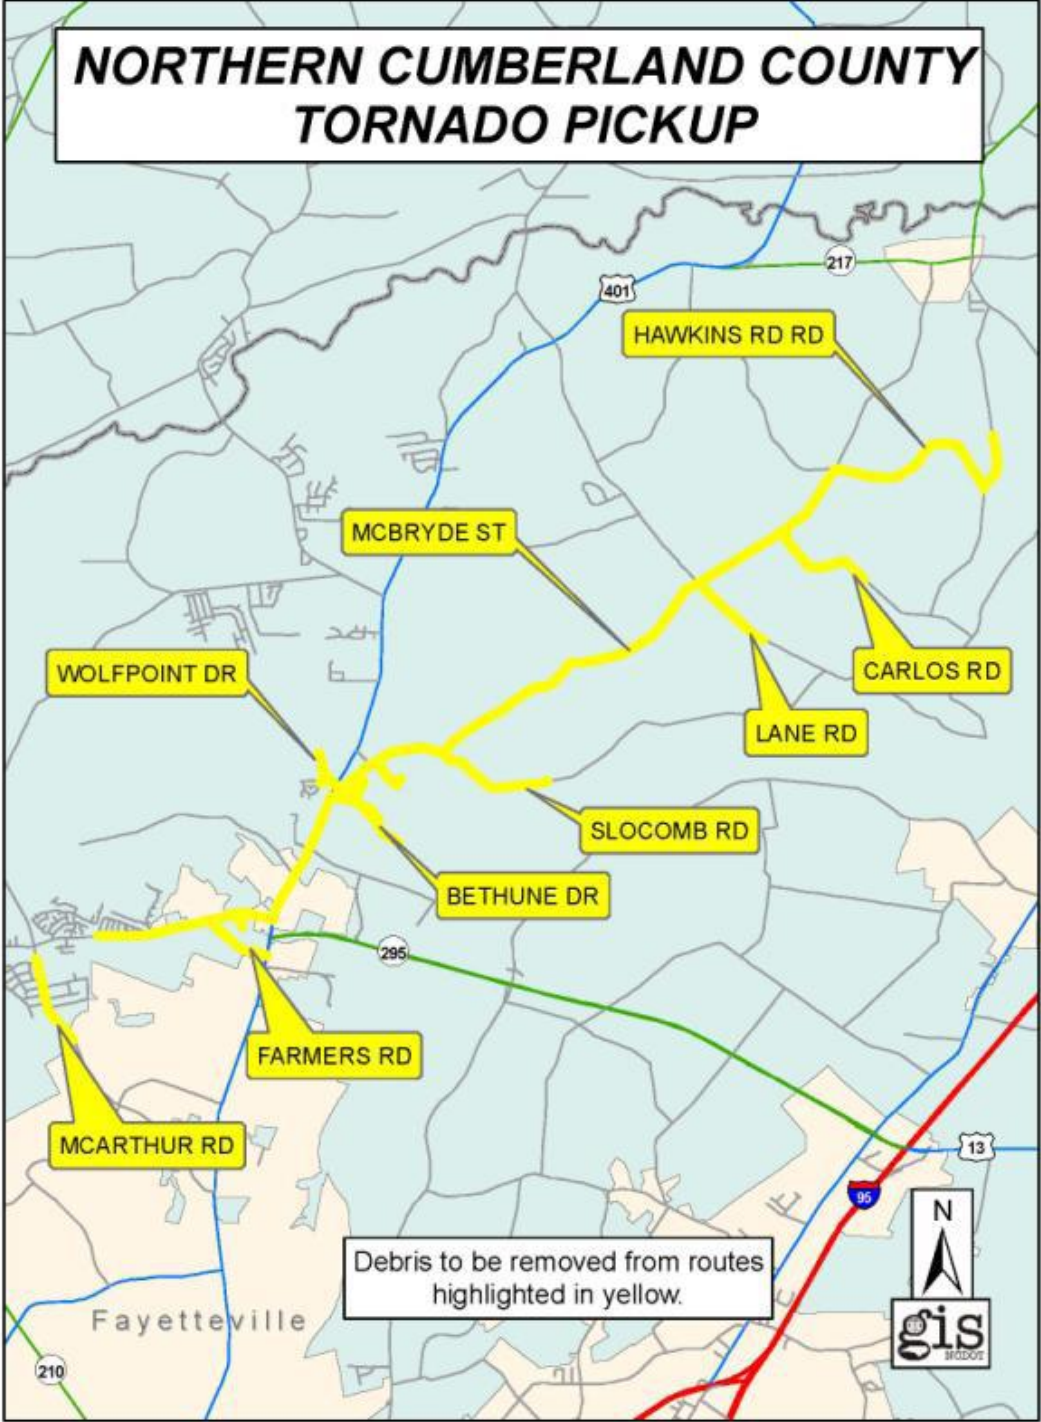 NORTHERN CUMBERLAND COUNTY
TORNADO PICKUP
217
401
HAWKINS RD RD
MCBRYDE ST
WOLFPOINT DR
CARLOS RD
LANE RD
SLOCOMB RD
BETHUNE DR
295
FARMERS RD
MCARTHUR RD
13
95
N
Debris to be removed from routes
highlighted in yellow.
Fayetteville
gis
NCDOT
210